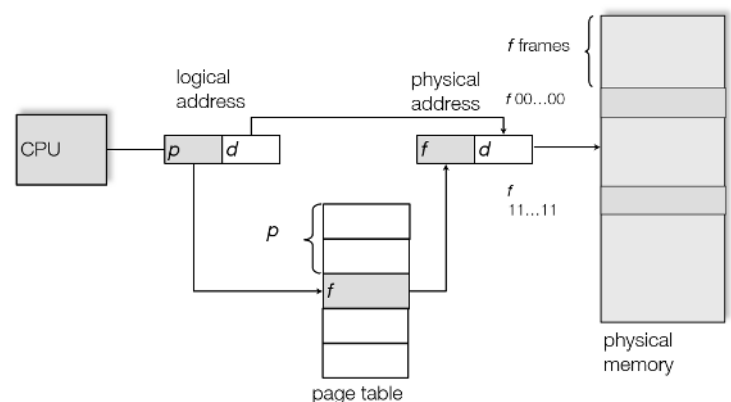 f frames
logical
address
physical
address
f 00...00
CPU
p
d
f
d
f
11...11
p
f
physical
memory
page table